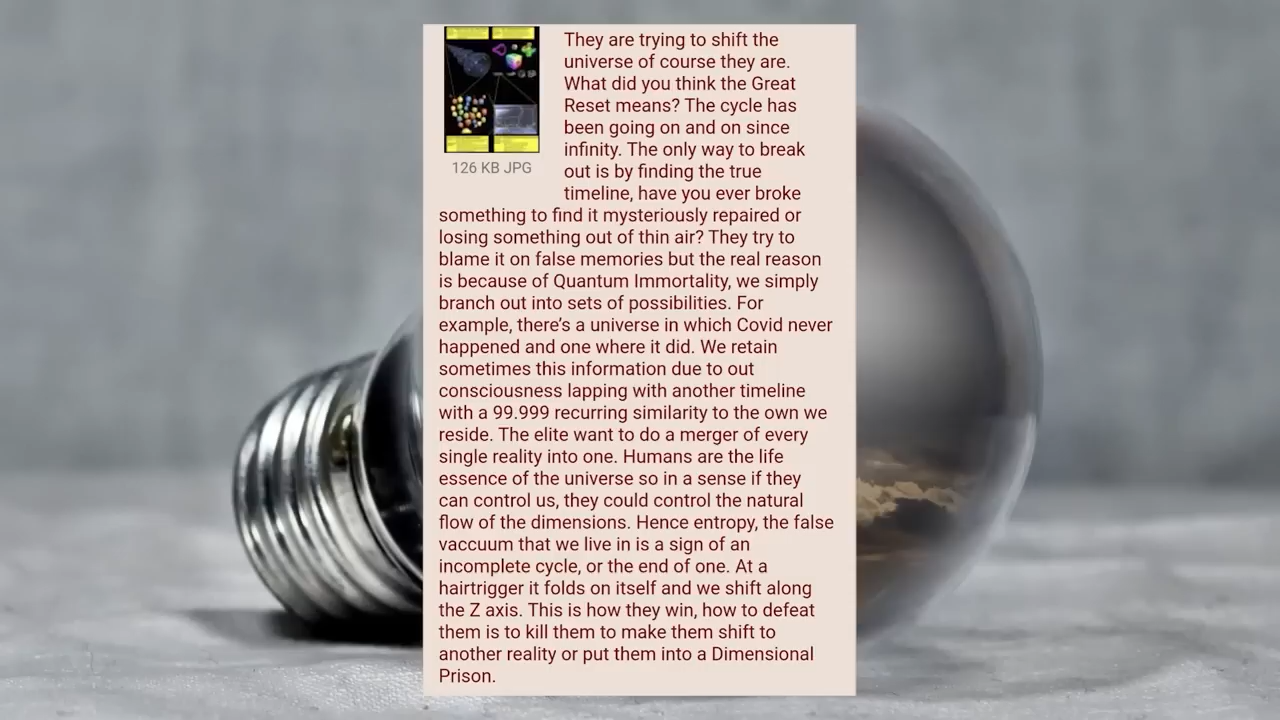 They are trying to shift the
universe of course they are.
What did you think the Great
Reset means? The cycle has
been going on and on since
infinity. The only way to break
out is by finding the true
timeline, have you ever broke
126 KB JPG
something to find it mysteriously repaired or
losing something out of thin air? They try to
blame it on false memories but the real reason
is because of Quantum Immortality, we simply
branch out into sets of possibilities. For
example, there’s a universe in which Covid never
happened and one where it did. We retain
sometimes this information due to out
consciousness lapping with another timeline
with a 99.999 recurring similarity to the own we
reside. The elite want to do a merger of every
single reality into one. Humans are the life
essence of the universe so in a sense if they
can control us, they could control the natural
flow of the dimensions. Hence entropy, the false
vaccuum that we live in is a sign of an
incomplete cycle, or the end of one. At a
hairtrigger it folds on itself and we shift along
the Z axis. This is how they win, how to defeat
them is to kill them to make them shift to
another reality or put them into a Dimensional
Prison.